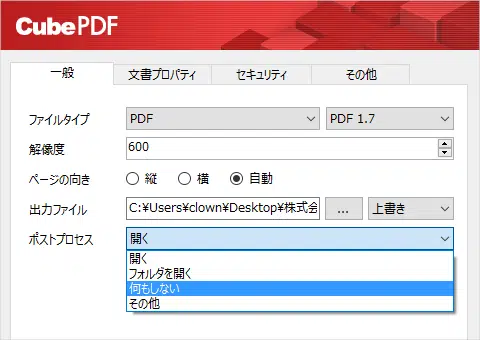 CubePDF
一般 文書プロパティ セキュリティ その他
ファイルタイプ PDF PDF 1.7
解像度 600
ページの向き 縦 横 自動
出力ファイル C:¥Users¥clown¥Desktop¥株式会 ... 上書き
ポストプロセス 開く
開く
フォルダを開く
何もしない
その他